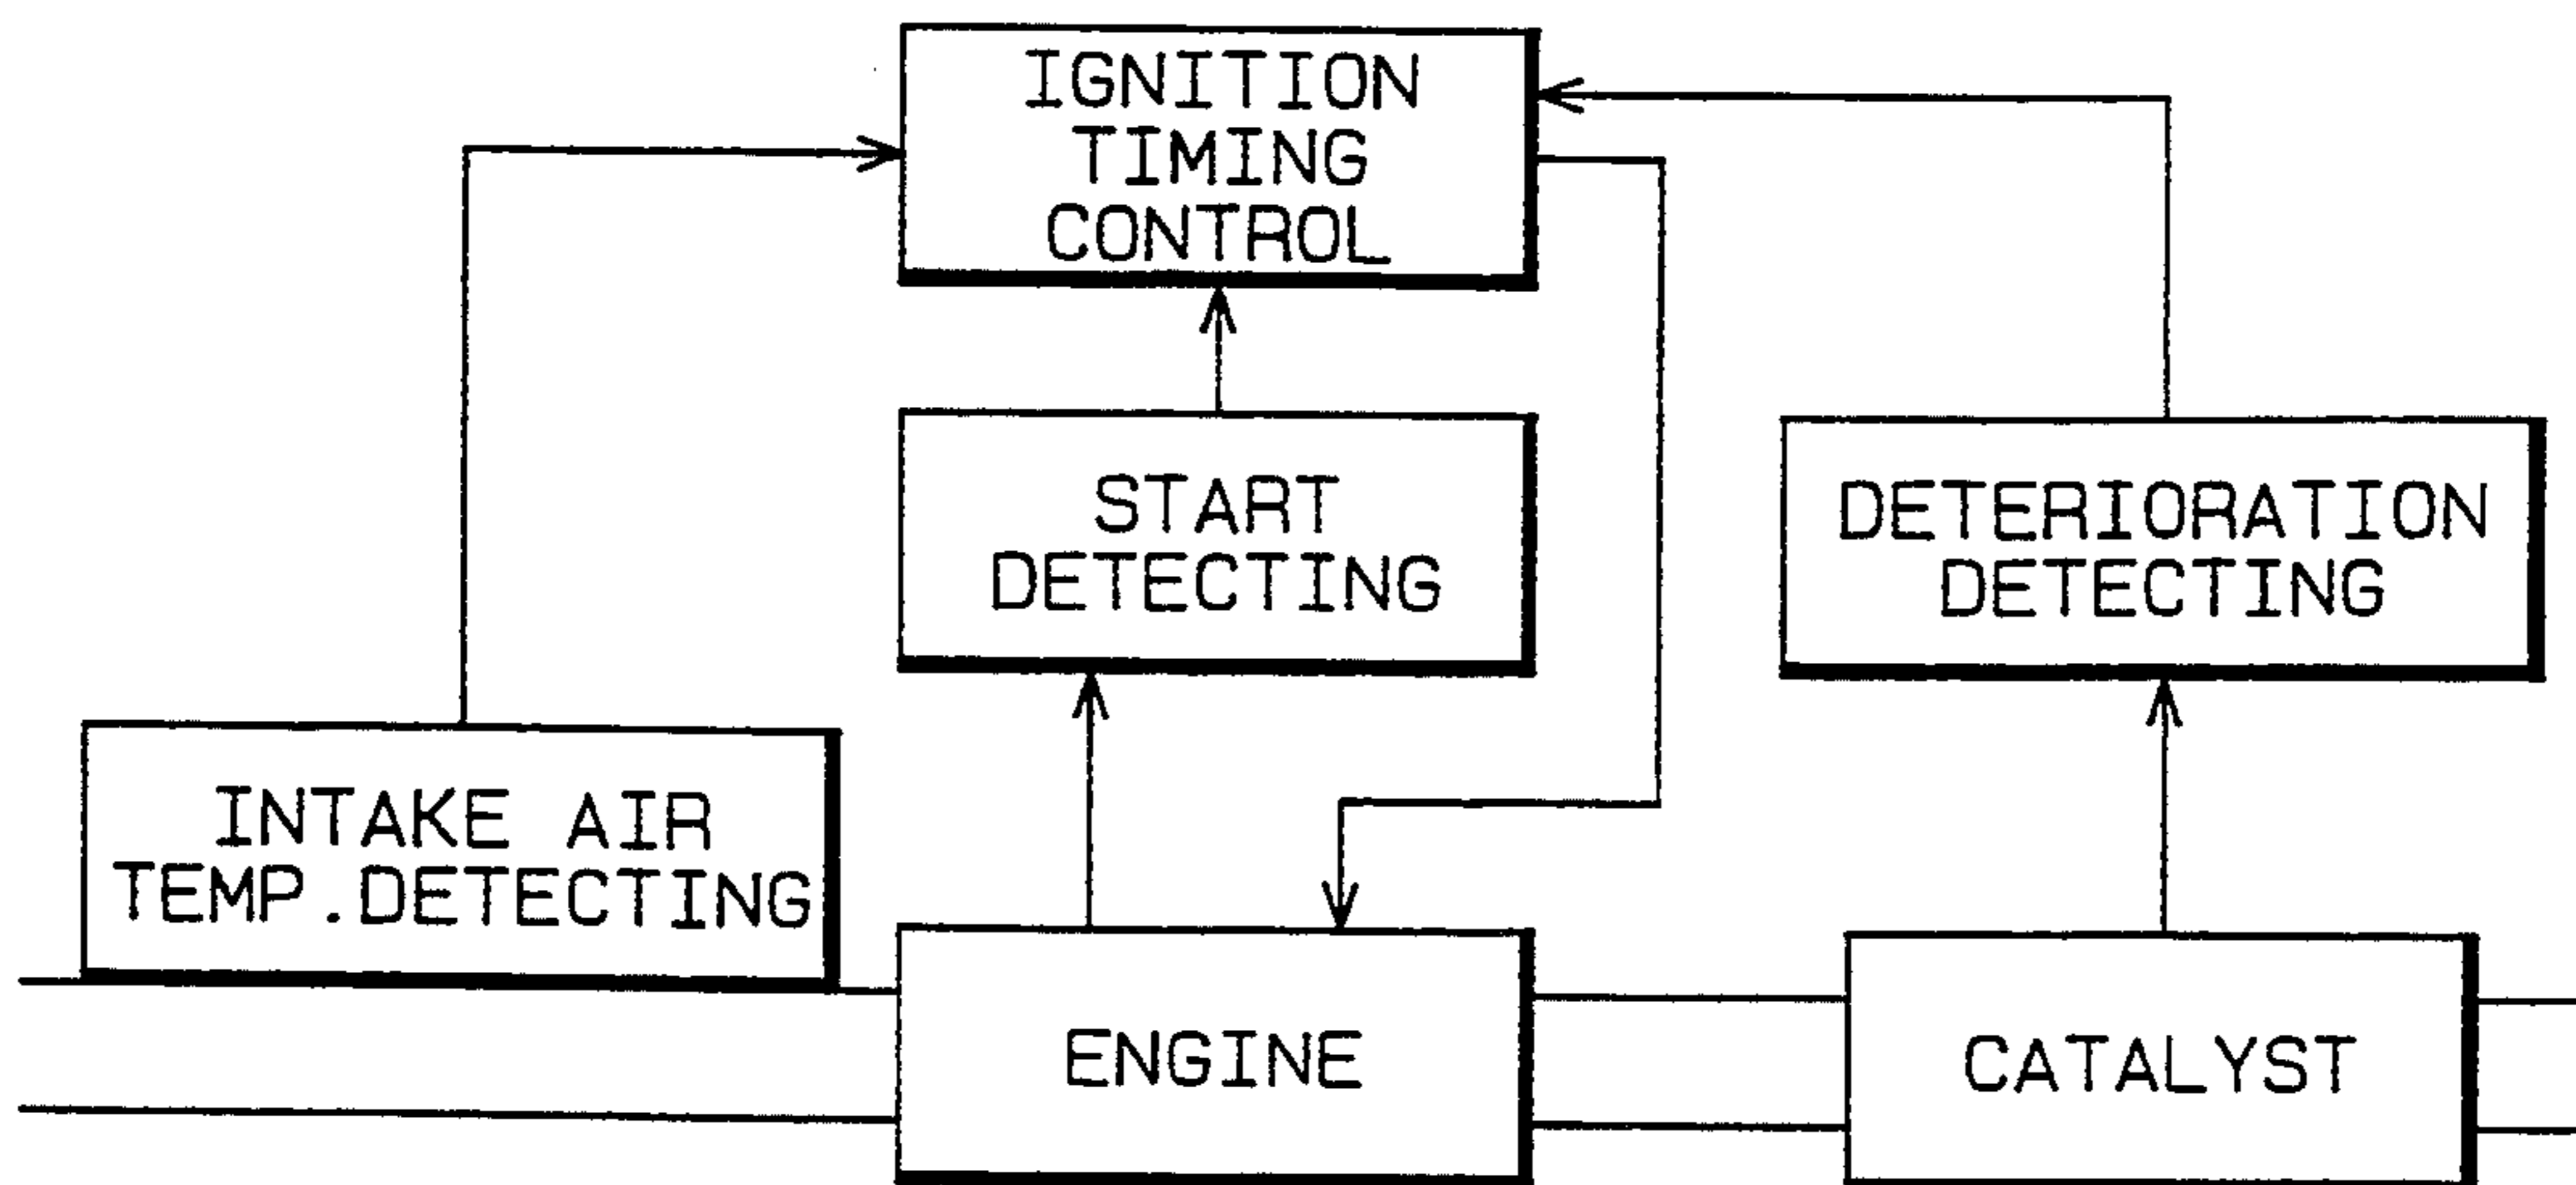 IGNITION
TIMING
CONTROL
START
DETECTING
DETERIORATION
DETECTING
INTAKE AIR
TEMP.DETECTING
ENGINE
CATALYST